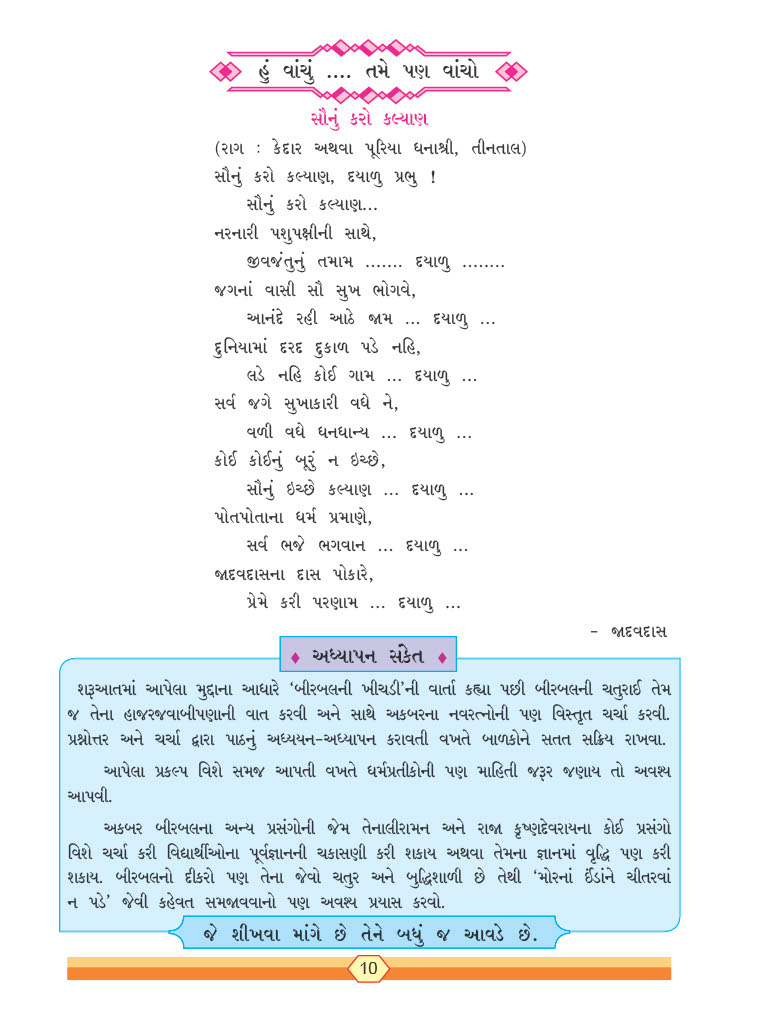 હું વાંચું .... તમે પણ વાંચો
સૌનું કરો કલ્યાણ
(રાગ : કેદાર અથવા પૂરિયા ધનાશ્રી, તીનતાલ)
સૌનું કરો કલ્યાણ, દયાળુ પ્રભુ !
સૌનું કરો કલ્યાણ...
નરનારી પશુપક્ષીની સાથે,
જીવજંતુનું તમામ ....... દયાળુ ........
જગનાં વાસી સૌ સુખ ભોગવે,
આનંદે રહી આઠે જામ ... દયાળુ ...
દુનિયામાં દરદ દુકાળ પડે નહિ,
લડે નહિ કોઈ ગામ ... દયાળુ ...
સર્વ જગે સુખાકારી વધે ને,
વળી વધે ધનધાન્ય ... દયાળુ ...
કોઈ કોઈનું બૂરું ન ઇચ્છે,
સૌનું ઇચ્છે કલ્યાણ ... દયાળુ ...
પોતપોતાના ધર્મ પ્રમાણે,
સર્વ ભજે ભગવાન ... દયાળુ ...
જાદવદાસના દાસ પોકારે,
પ્રેમે કરી પરણામ ... દયાળુ ...
– જાદવદાસ
♦ અધ્યાપન સંકેત ♦
શરૂઆતમાં આપેલા મુદ્દાના આધારે ‘બીરબલની ખીચડી’ની વાર્તા કહ્યા પછી બીરબલની ચતુરાઈ તેમ
જ તેના હાજરજવાબીપણાની વાત કરવી અને સાથે અકબરના નવરત્નોની પણ વિસ્તૃત ચર્ચા કરવી.
પ્રશ્નોત્તર અને ચર્ચા દ્વારા પાઠનું અધ્યયન-અધ્યાપન કરાવતી વખતે બાળકોને સતત સક્રિય રાખવા.
આપેલા પ્રકલ્પ વિશે સમજ આપતી વખતે ધર્મપ્રતીકોની પણ માહિતી જરૂર જણાય તો અવશ્ય
આપવી.
અકબર બીરબલના અન્ય પ્રસંગોની જેમ તેનાલીરામન અને રાજા કૃષ્ણદેવરાયના કોઈ પ્રસંગો
વિશે ચર્ચા કરી વિદ્યાર્થીઓના પૂર્વજ્ઞાનની ચકાસણી કરી શકાય અથવા તેમના જ્ઞાનમાં વૃદ્ધિ પણ કરી
શકાય. બીરબલનો દીકરો પણ તેના જેવો ચતુર અને બુદ્ધિશાળી છે તેથી ‘મોરનાં ઈંડાંને ચીતરવાં
ન પડે’ જેવી કહેવત સમજાવવાનો પણ અવશ્ય પ્રયાસ કરવો.
જે શીખવા માંગે છે તેને બધું જ આવડે છે.
10